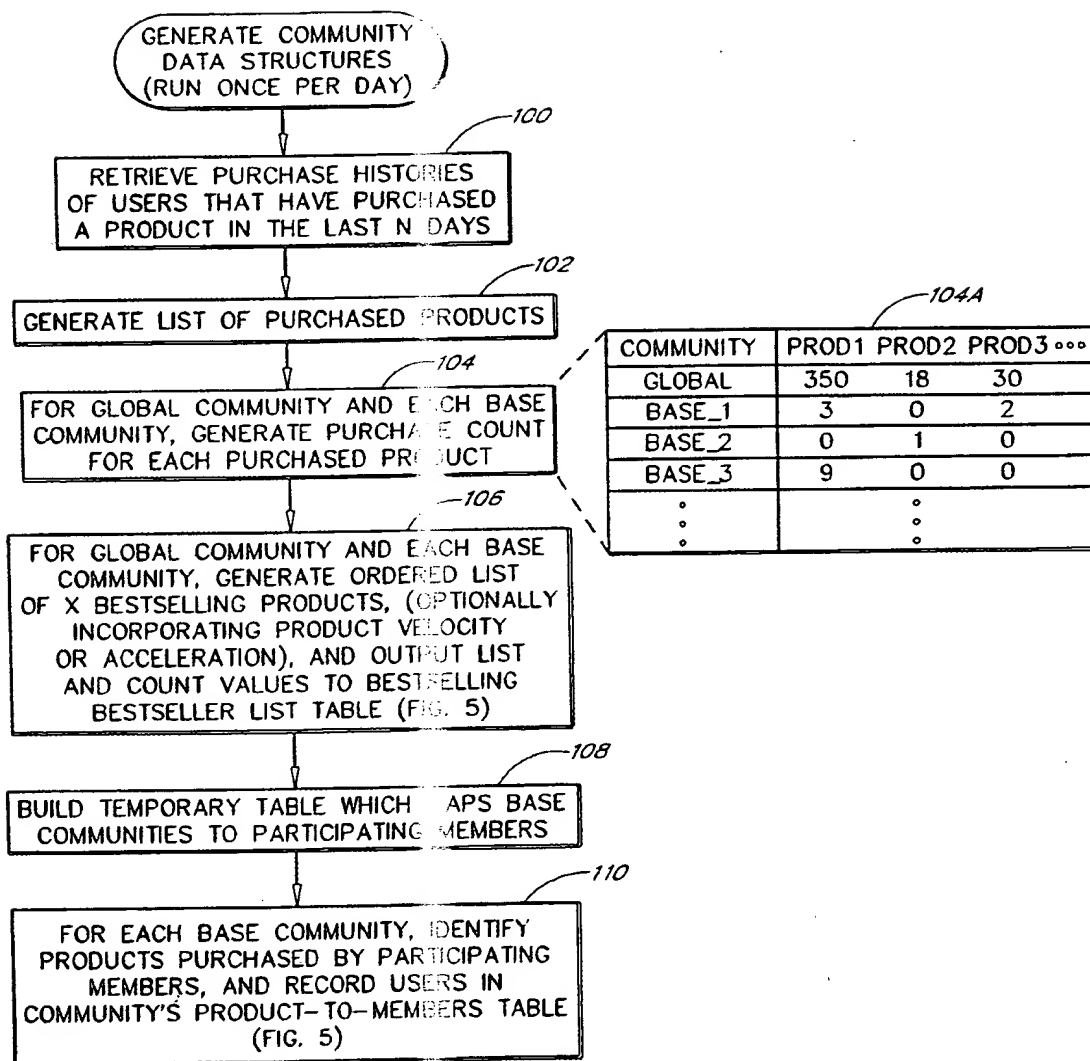 GENERATE COMMUNITY
DATA STRUCTURES
(RUN ONCE PER DAY)
100
RETRIEVE PURCHASE HISTORIES
OF USERS THAT HAVE PURCHASED
A PRODUCT IN THE LAST N DAYS
102
GENERATE LIST OF PURCHASED PRODUCTS
104
FOR GLOBAL COMMUNITY AND EACH BASE
COMMUNITY, GENERATE PURCHASE COUNT
FOR EACH PURCHASED PRODUCT
104A
COMMUNITY PROD1 PROD2 PROD3 °°°
GLOBAL 350 18 30
BASE_1 3 0 2
BASE_2 0 1 0
BASE_3 9 0 0
106
FOR GLOBAL COMMUNITY AND EACH BASE
COMMUNITY, GENERATE ORDERED LIST
OF X BESTSELLING PRODUCTS, (OPTIONALLY
INCORPORATING PRODUCT VELOCITY
OR ACCELERATION), AND OUTPUT LIST
AND COUNT VALUES TO BESTSELLING
BESTSELLER LIST TABLE (FIG. 5)
108
BUILD TEMPORARY TABLE WHICH MAPS BASE
COMMUNITIES TO PARTICIPATING MEMBERS
110
FOR EACH BASE COMMUNITY, IDENTIFY
PRODUCTS PURCHASED BY PARTICIPATING
MEMBERS, AND RECORD USERS IN
COMMUNITY'S PRODUCT-TO-MEMBERS TABLE
(FIG. 5)